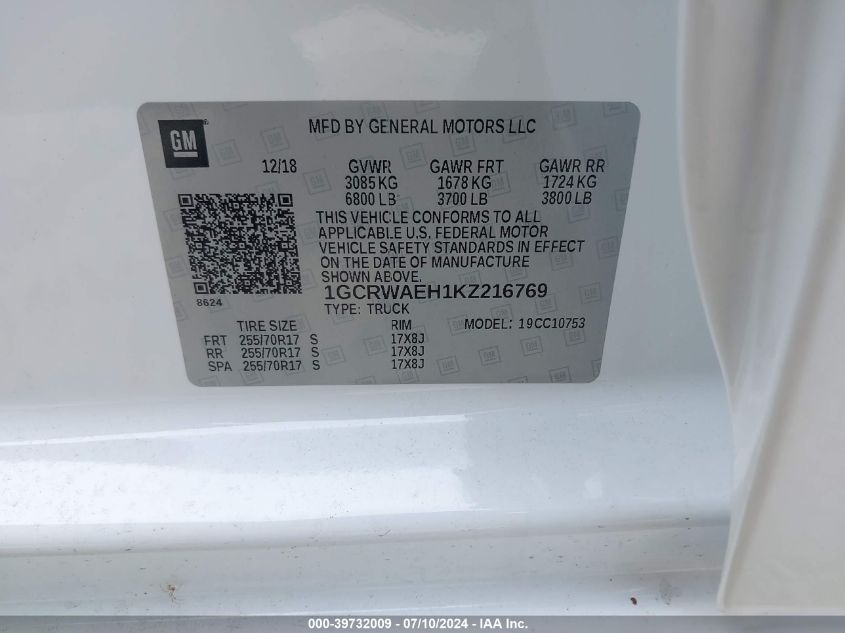 GM
MFD BY GENERAL MOTORS LLC
12/18 GVWR GAWR FRT GAWR RR
3085 KG 1678 KG 1724 KG
6800 LB 3700 LB 3800 LB
THIS VEHICLE CONFORMS TO ALL
APPLICABLE U.S. FEDERAL MOTOR
VEHICLE SAFETY STANDARDS IN EFFECT
ON THE DATE OF MANUFACTURE
SHOWN ABOVE.
8624
1GCRWAEH1KZ216769
TYPE: TRUCK
TIRE SIZE RIM MODEL: 19CC10753
FRT 255/70R17 S 17X8J
RR 255/70R17 S 17X8J
SPA 255/70R17 S 17X8J
000-39732009 - 07/10/2024 - IAA Inc.